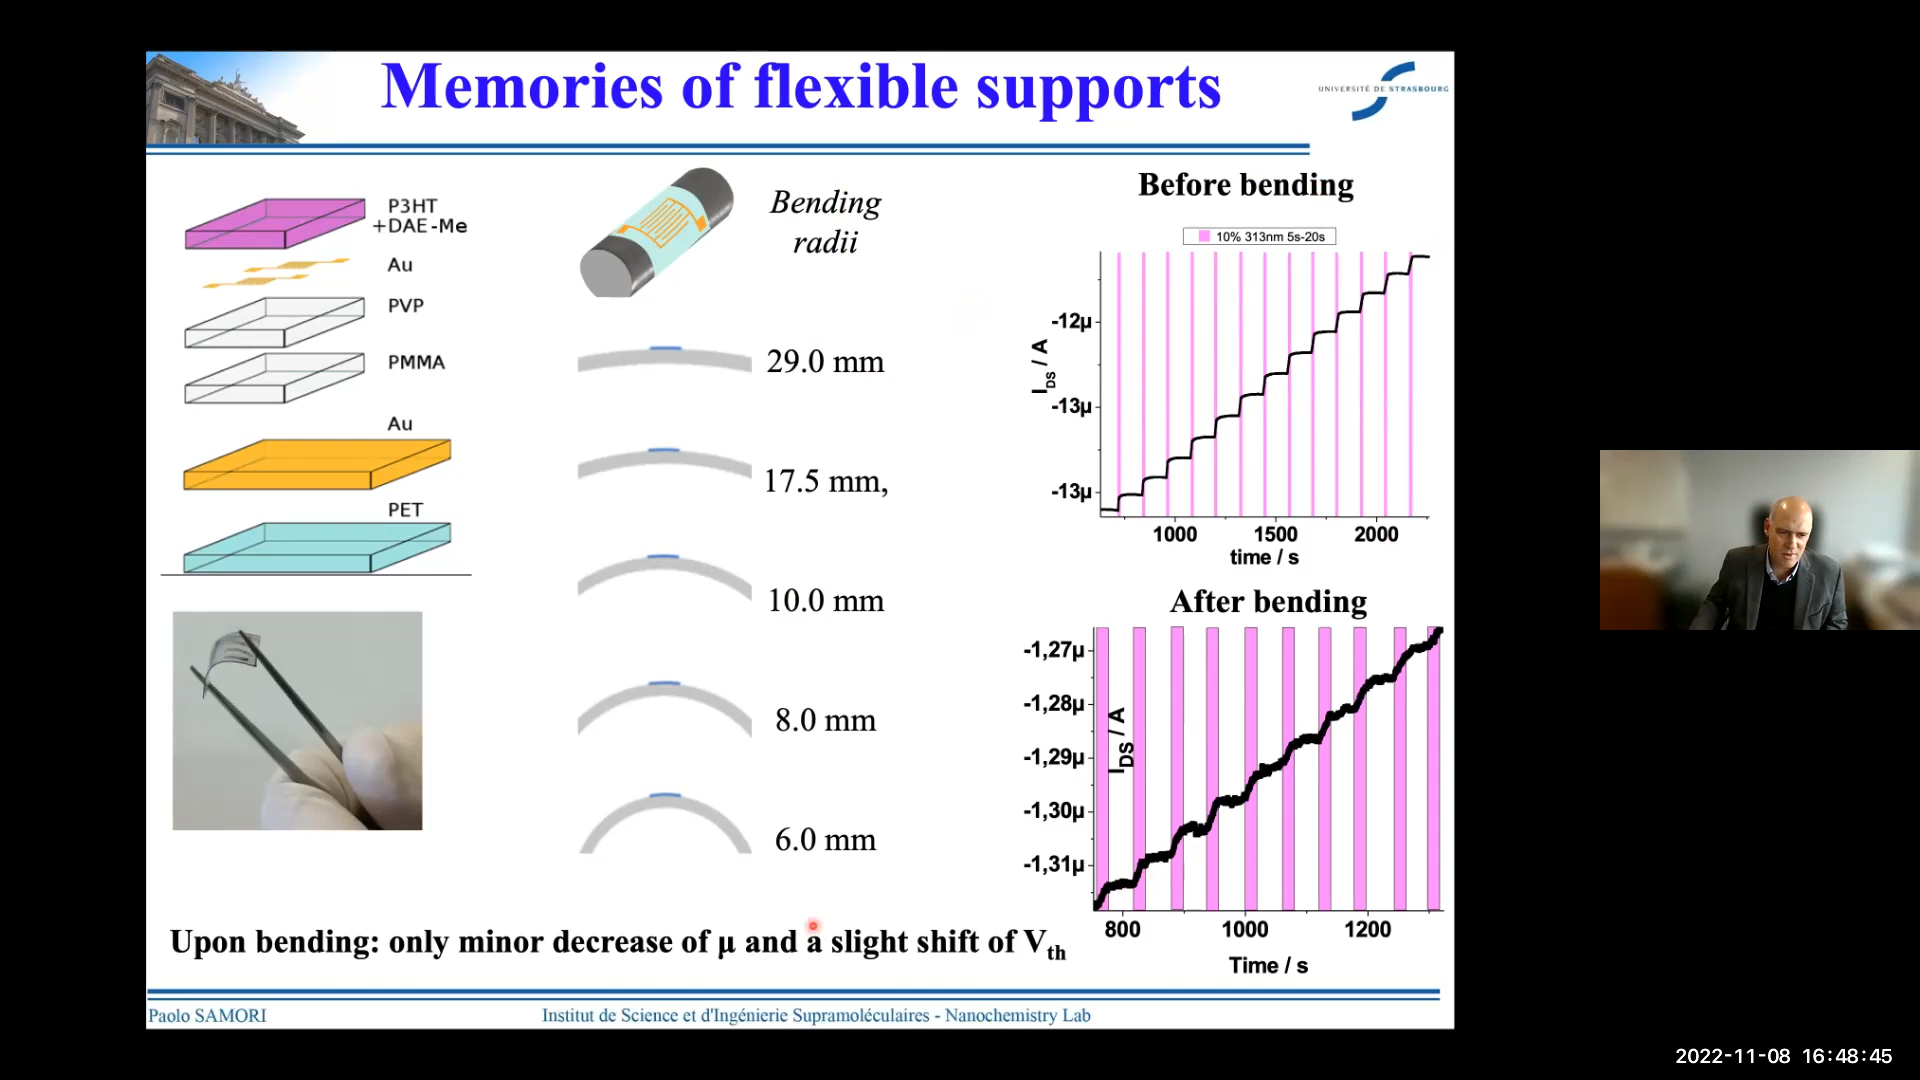 Memories of flexible supports
UNIVERSITÉ DE STRASBOURG
P3HT
+DAE-Me
Au
PVP
PMMA
Au
PET
Bending
radii
29.0 mm
17.5 mm,
10.0 mm
8.0 mm
6.0 mm
Before bending
10% 313nm 5s-20s
-12µ
-13µ
-13µ
I_DS / A
1000 1500 2000
time / s
After bending
-1,27µ
-1,28µ
-1,29µ
-1,30µ
-1,31µ
I_DS / A
800 1000 1200
Time / s
Upon bending: only minor decrease of µ and a slight shift of V_th
Paolo SAMORI
Institut de Science et d'Ingénierie Supramoléculaires - Nanochemistry Lab
2022-11-08 16:48:45